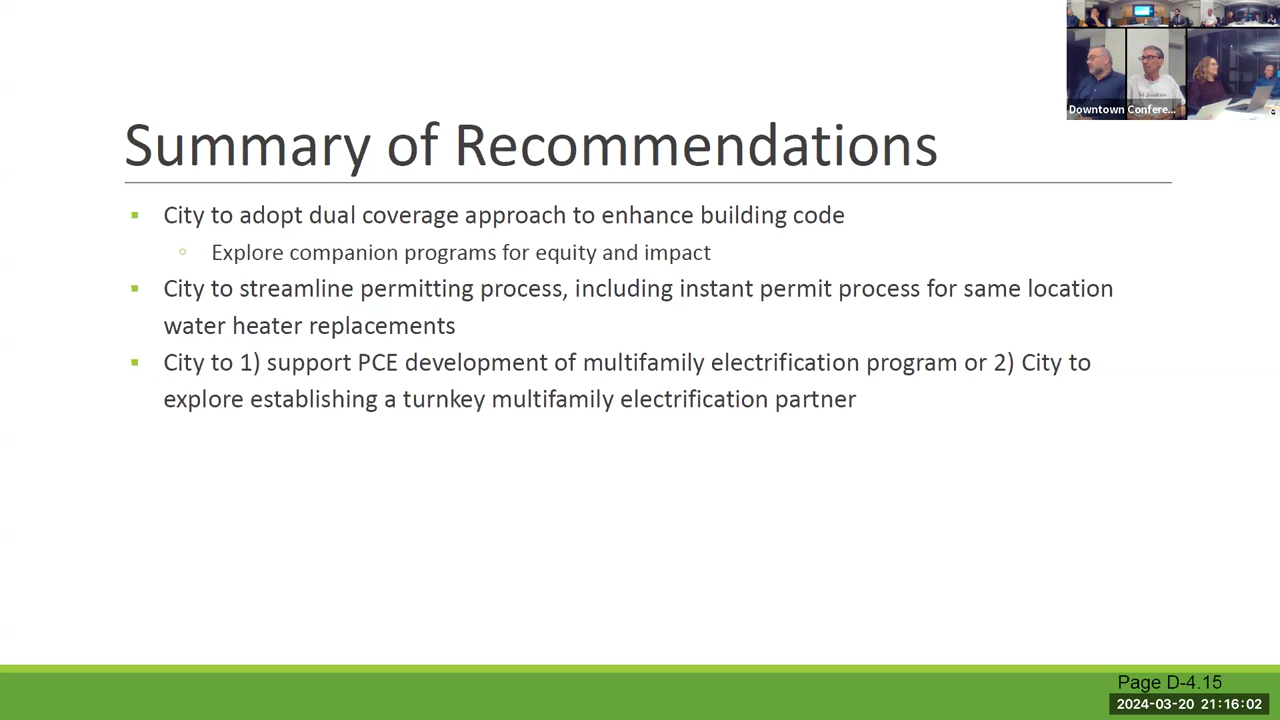 Downtown Confere...
Summary of Recommendations
▪ City to adopt dual coverage approach to enhance building code
◦ Explore companion programs for equity and impact
▪ City to streamline permitting process, including instant permit process for same location
water heater replacements
▪ City to 1) support PCE development of multifamily electrification program or 2) City to
explore establishing a turnkey multifamily electrification partner
Page D-4.15
2024-03-20 21:16:02